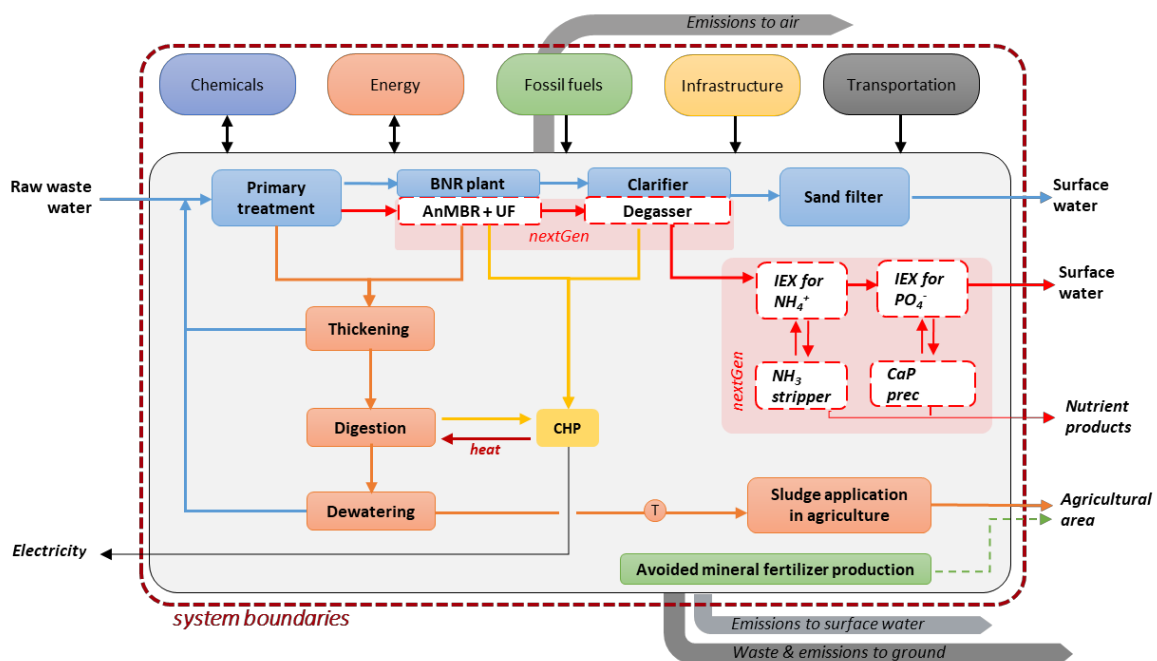 Emissions to air
Chemicals
Energy
Fossil fuels
Infrastructure
Transportation
Raw waste
water
Primary
treatment
BNR plant
Clarifier
Sand filter
Surface
water
AnMBR + UF
Degasser
nextGen
IEX for
NH₄⁺
IEX for
PO₄⁻
Surface
water
Thickening
nextGen
NH₃
stripper
CaP
prec
Nutrient
products
Digestion
CHP
heat
Dewatering
T
Sludge application
in agriculture
Agricultural
area
Electricity
Avoided mineral fertilizer production
system boundaries
Emissions to surface water
Waste & emissions to ground